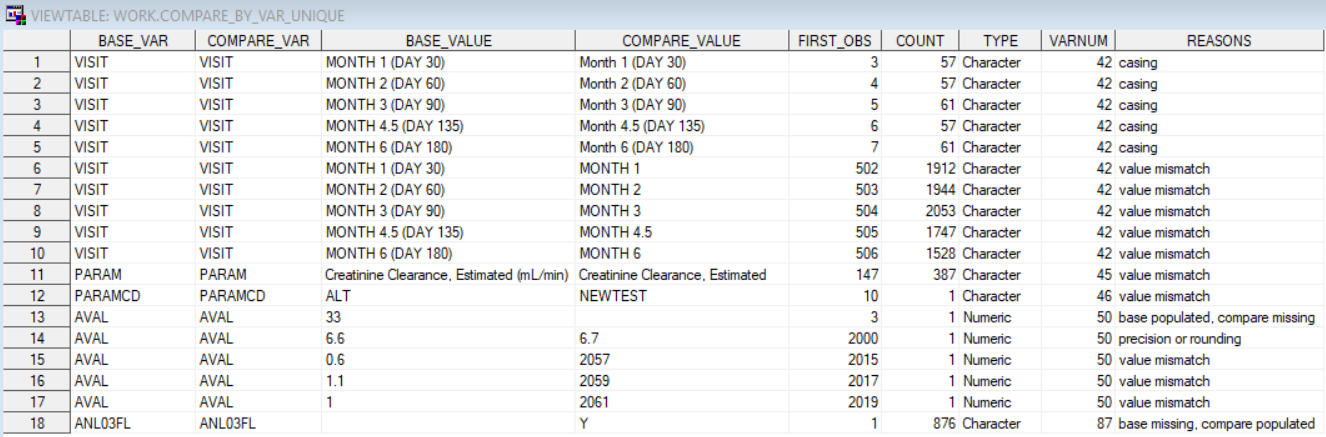 VIEWTABLE: WORK.COMPARE_BY_VAR_UNIQUE
BASE_VAR COMPARE_VAR BASE_VALUE COMPARE_VALUE FIRST_OBS COUNT TYPE VARNUM REASONS
1 VISIT VISIT MONTH 1 (DAY 30) Month 1 (DAY 30) 3 57 Character 42 casing
2 VISIT VISIT MONTH 2 (DAY 60) Month 2 (DAY 60) 4 57 Character 42 casing
3 VISIT VISIT MONTH 3 (DAY 90) Month 3 (DAY 90) 5 61 Character 42 casing
4 VISIT VISIT MONTH 4.5 (DAY 135) Month 4.5 (DAY 135) 6 57 Character 42 casing
5 VISIT VISIT MONTH 6 (DAY 180) Month 6 (DAY 180) 7 61 Character 42 casing
6 VISIT VISIT MONTH 1 (DAY 30) MONTH 1 502 1912 Character 42 value mismatch
7 VISIT VISIT MONTH 2 (DAY 60) MONTH 2 503 1944 Character 42 value mismatch
8 VISIT VISIT MONTH 3 (DAY 90) MONTH 3 504 2053 Character 42 value mismatch
9 VISIT VISIT MONTH 4.5 (DAY 135) MONTH 4.5 505 1747 Character 42 value mismatch
10 VISIT VISIT MONTH 6 (DAY 180) MONTH 6 506 1528 Character 42 value mismatch
11 PARAM PARAM Creatinine Clearance, Estimated (mL/min) Creatinine Clearance, Estimated 147 387 Character 45 value mismatch
12 PARAMCD PARAMCD ALT NEWTEST 10 1 Character 46 value mismatch
13 AVAL AVAL 33 3 1 Numeric 50 base populated, compare missing
14 AVAL AVAL 6.6 6.7 2000 1 Numeric 50 precision or rounding
15 AVAL AVAL 0.6 2057 2015 1 Numeric 50 value mismatch
16 AVAL AVAL 1.1 2059 2017 1 Numeric 50 value mismatch
17 AVAL AVAL 1 2061 2019 1 Numeric 50 value mismatch
18 ANL03FL ANL03FL Y 1 876 Character 87 base missing, compare populated